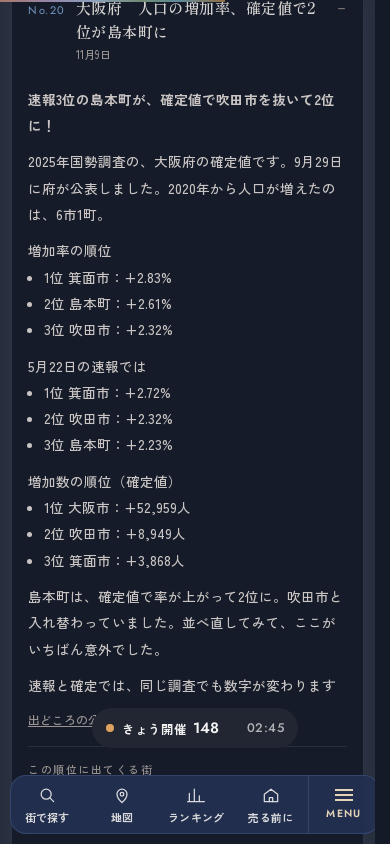 No.20 大阪府　人口の増加率、確定値で2
位が島本町に
11月9日
速報3位の島本町が、確定値で吹田市を抜いて2位
に！
2025年国勢調査の、大阪府の確定値です。9月29日
に府が公表しました。2020年から人口が増えたの
は、6市1町。
増加率の順位
• 1位 箕面市：+2.83%
• 2位 島本町：+2.61%
• 3位 吹田市：+2.32%
5月22日の速報では
• 1位 箕面市：+2.72%
• 2位 吹田市：+2.32%
• 3位 島本町：+2.23%
増加数の順位（確定値）
• 1位 大阪市：+52,959人
• 2位 吹田市：+8,949人
• 3位 箕面市：+3,868人
島本町は、確定値で率が上がって2位に。吹田市と
入れ替わっていました。並べ直してみて、ここが
いちばん意外でした。
速報と確定では、同じ調査でも数字が変わります
出どころの
きょう開催 148 02:45
この順位に出てくる街
街で探す 地図 ランキング 売る前に MENU